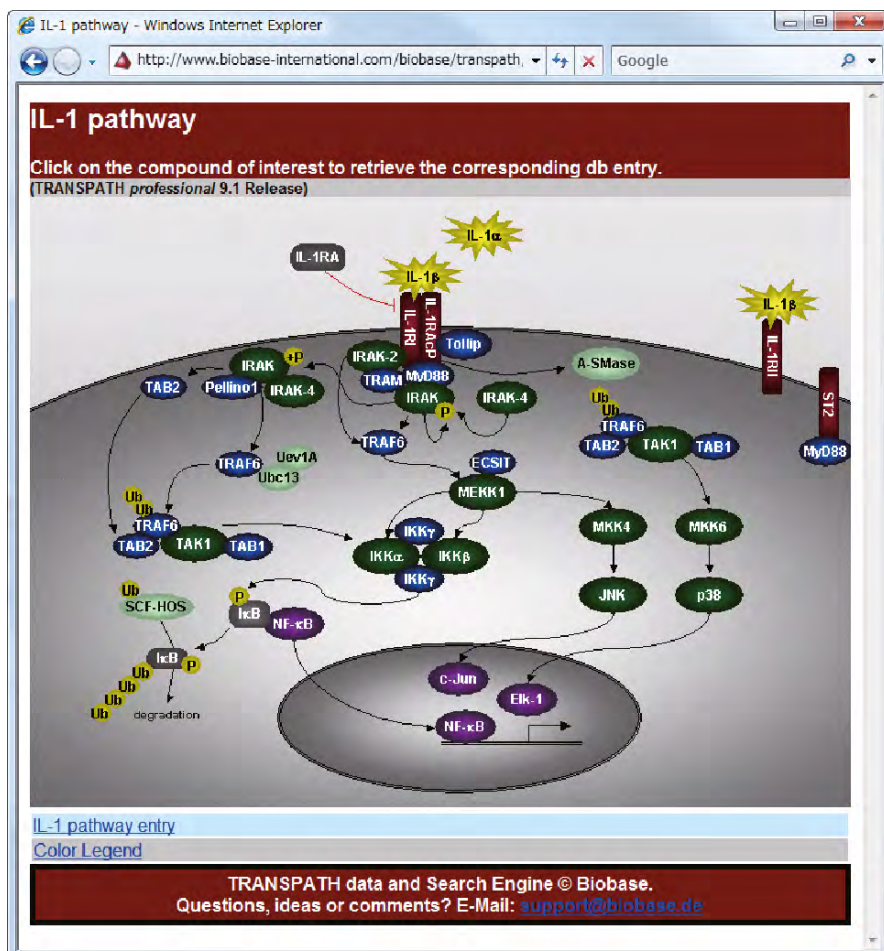 IL-1 pathway - Windows Internet Explorer
http://www.biobase-international.com/biobase/transpath,
Google
IL-1 pathway
Click on the compound of interest to retrieve the corresponding db entry.
(TRANSPATH professional 9.1 Release)
IL-1α
IL-1RA
IL-1β
IL-1β
IL-1RI
IL-1RAcP
IL-1RII
Tollip
IRAK
+P
IRAK-2
A-SMase
ST2
TAB2
Pellino1
IRAK-4
TRAM
MyD88
IRAK
P
IRAK-4
Ub
Ub
TRAF6
TAB2
TAK1
TAB1
MyD88
TRAF6
Uev1A
Ubc13
TRAF6
ECSIT
MEKK1
Ub
Ub
TRAF6
TAB2
TAK1
TAB1
IKKγ
IKKα
IKKβ
IKKγ
MKK4
MKK6
Ub
SCF-HOS
P
IκB
NF-κB
JNK
p38
IκB
P
Ub
Ub
Ub
Ub
degradation
c-Jun
Elk-1
NF-κB
IL-1 pathway entry
Color Legend
TRANSPATH data and Search Engine © Biobase.
Questions, ideas or comments? E-Mail: support@biobase.de